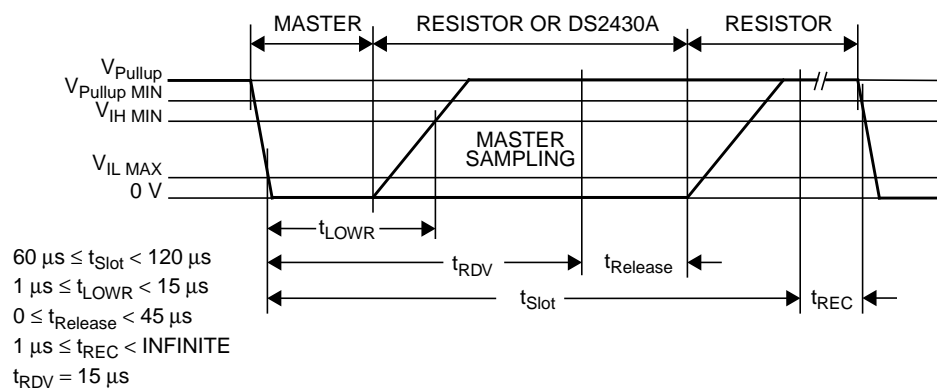 MASTER
RESISTOR OR DS2430A
RESISTOR
VPullup
VPullup MIN
VIH MIN
MASTER
SAMPLING
VIL MAX
0 V
tLOWR
tRDV
tRelease
tSlot
tREC
60 μs ≤ tSlot < 120 μs
1 μs ≤ tLOWR < 15 μs
0 ≤ tRelease < 45 μs
1 μs ≤ tREC < INFINITE
tRDV = 15 μs